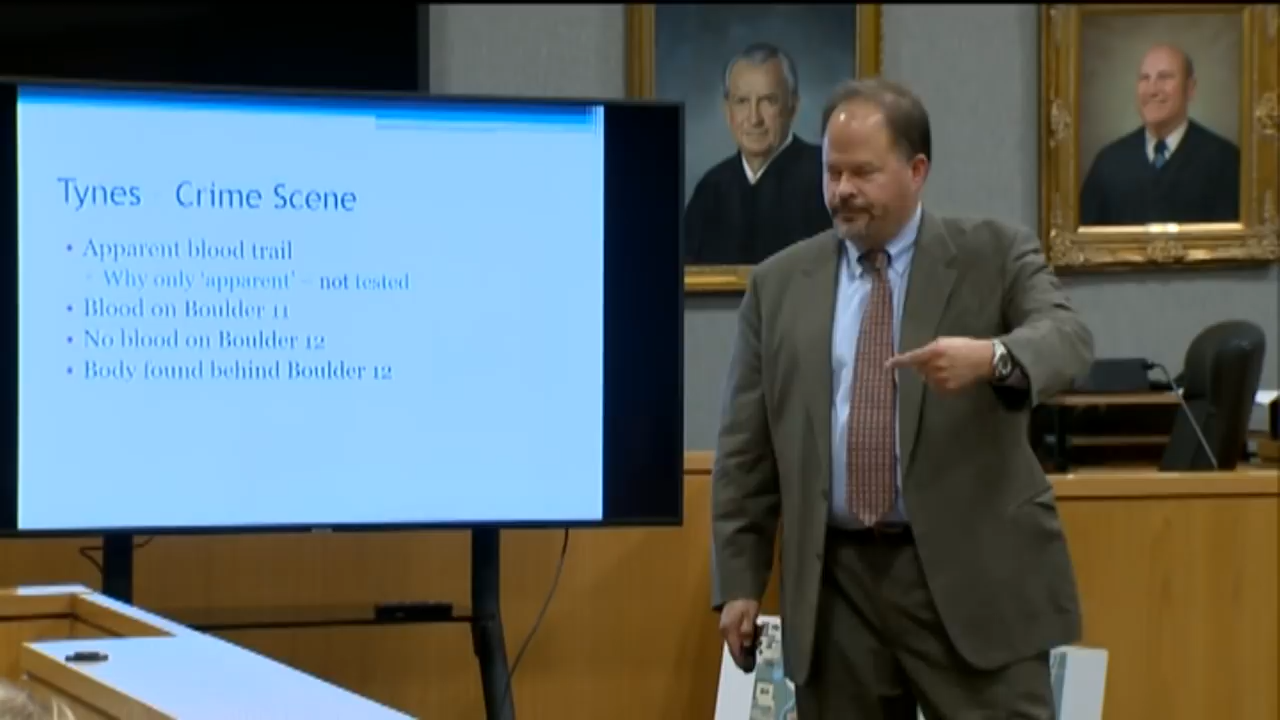 Tynes – Crime Scene
• Apparent blood trail
▫ Why only 'apparent' – not tested
• Blood on Boulder 11
• No blood on Boulder 12
• Body found behind Boulder 12